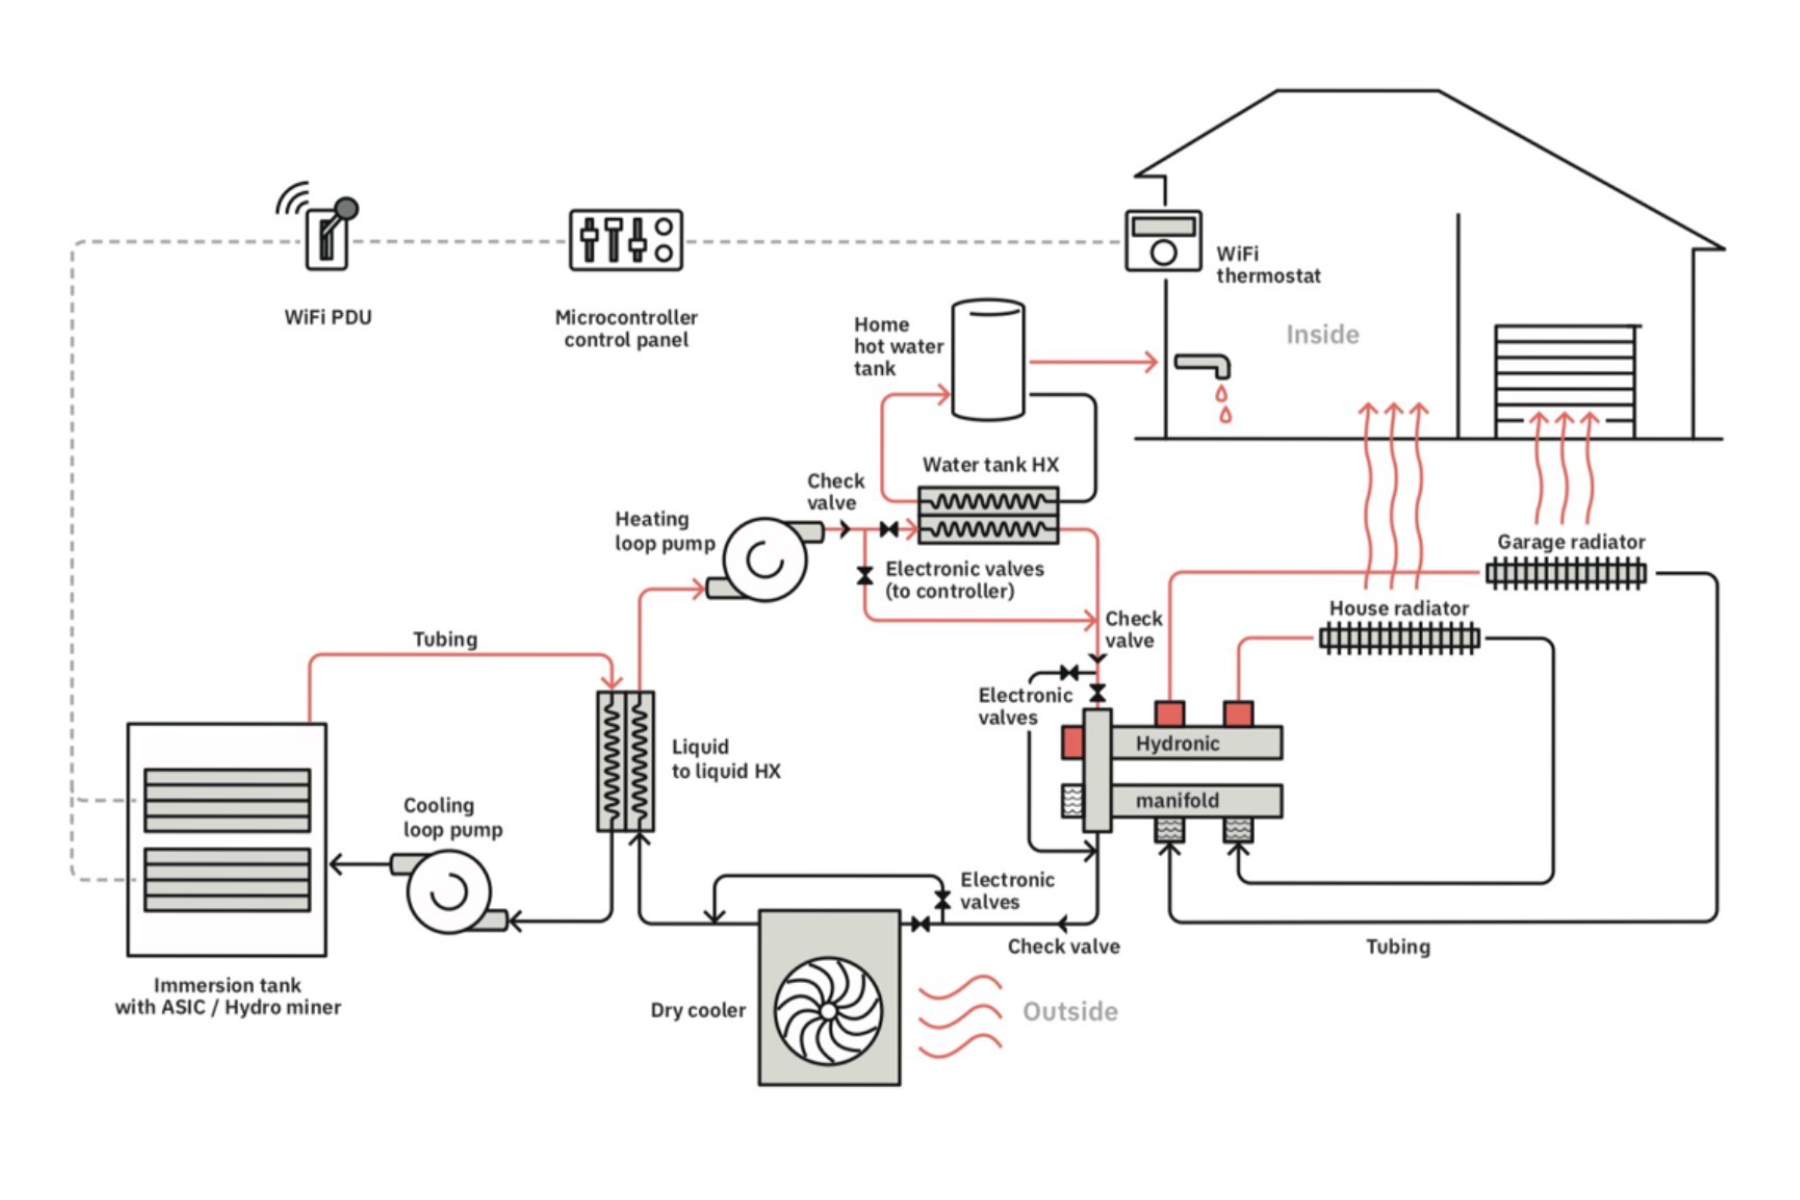 WiFi PDU
Microcontroller
control panel
WiFi
thermostat
Inside
Home
hot water
tank
Water tank HX
Check
valve
Heating
loop pump
Electronic valves
(to controller)
Check
valve
Garage radiator
House radiator
Tubing
Electronic
valves
Hydronic
manifold
Liquid
to liquid HX
Cooling
loop pump
Electronic
valves
Check valve
Tubing
Immersion tank
with ASIC / Hydro miner
Dry cooler
Outside